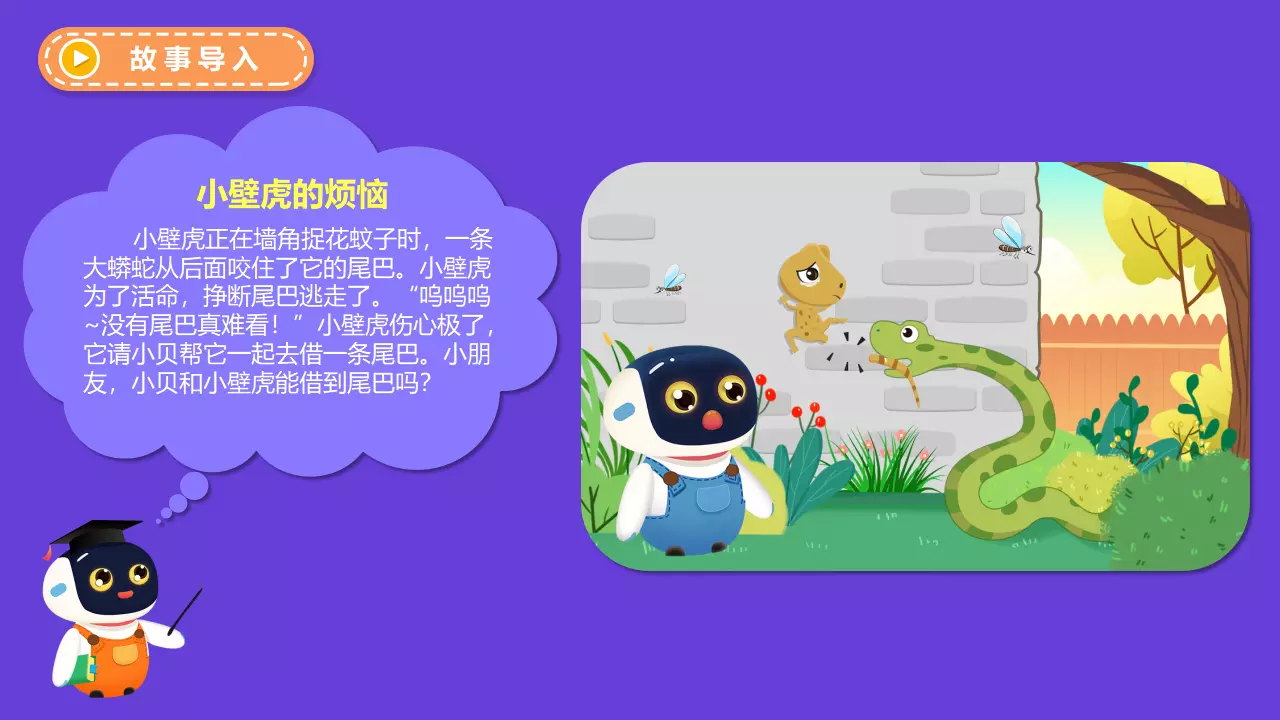 故事导入
小壁虎的烦恼
小壁虎正在墙角捉花蚊子时，一条
大蟒蛇从后面咬住了它的尾巴。小壁虎
为了活命，挣断尾巴逃走了。“呜呜呜
~没有尾巴真难看！”小壁虎伤心极了，
它请小贝帮它一起去借一条尾巴。小朋
友，小贝和小壁虎能借到尾巴吗？